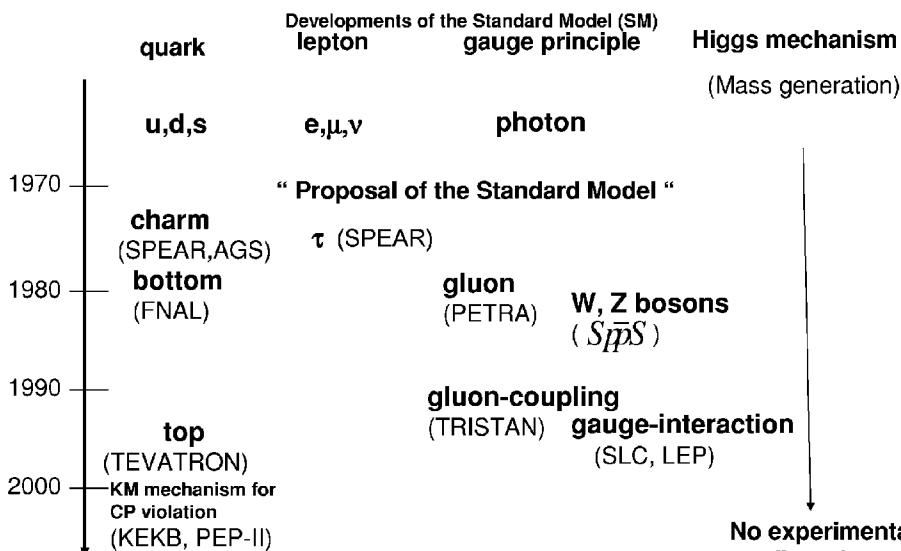 Developments of the Standard Model (SM)
quark lepton gauge principle Higgs mechanism
(Mass generation)
u,d,s e,μ,ν photon
1970
“ Proposal of the Standard Model “
charm
(SPEAR,AGS)
τ (SPEAR)
1980
bottom
(FNAL)
gluon
(PETRA)
W, Z bosons
( Sp̄pS )
1990
gluon-coupling
(TRISTAN)
gauge-interaction
(SLC, LEP)
top
(TEVATRON)
2000
KM mechanism for
CP violation
(KEKB, PEP-II)
No experimenta